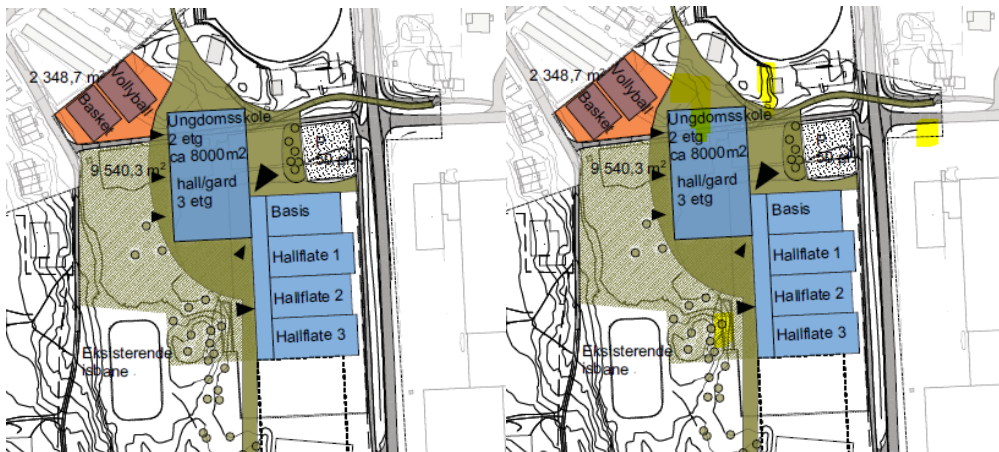 2 348,7 m²
Vollyball
Basket
Ungdomsskole
2 etg
ca 8000m2
9 540,3 m²
hall/gard
3 etg
Basis
Hallflate 1
Hallflate 2
Hallflate 3
Eksisterende
isbane
2 348,7 m²
Vollyball
Basket
Ungdomsskole
2 etg
ca 8000m2
9 540,3 m²
hall/gard
3 etg
Basis
Hallflate 1
Hallflate 2
Hallflate 3
Eksisterende
isbane